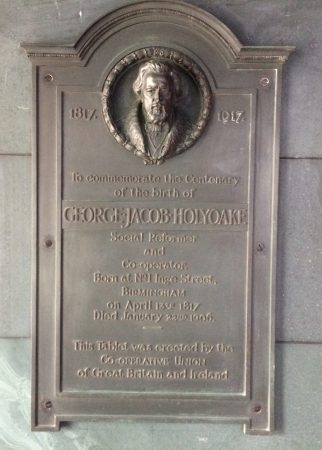 1817. 1917.
To commemorate the Centenary
of the birth of
GEORGE·JACOB·HOLYOAKE
Social Reformer
and
Co-operator.
Born at No1 Inge Street,
BIRMINGHAM
on April 13th 1817
Died January 22nd 1906.
This Tablet was erected by the
CO-OPERATIVE UNION
of Great Britain and Ireland